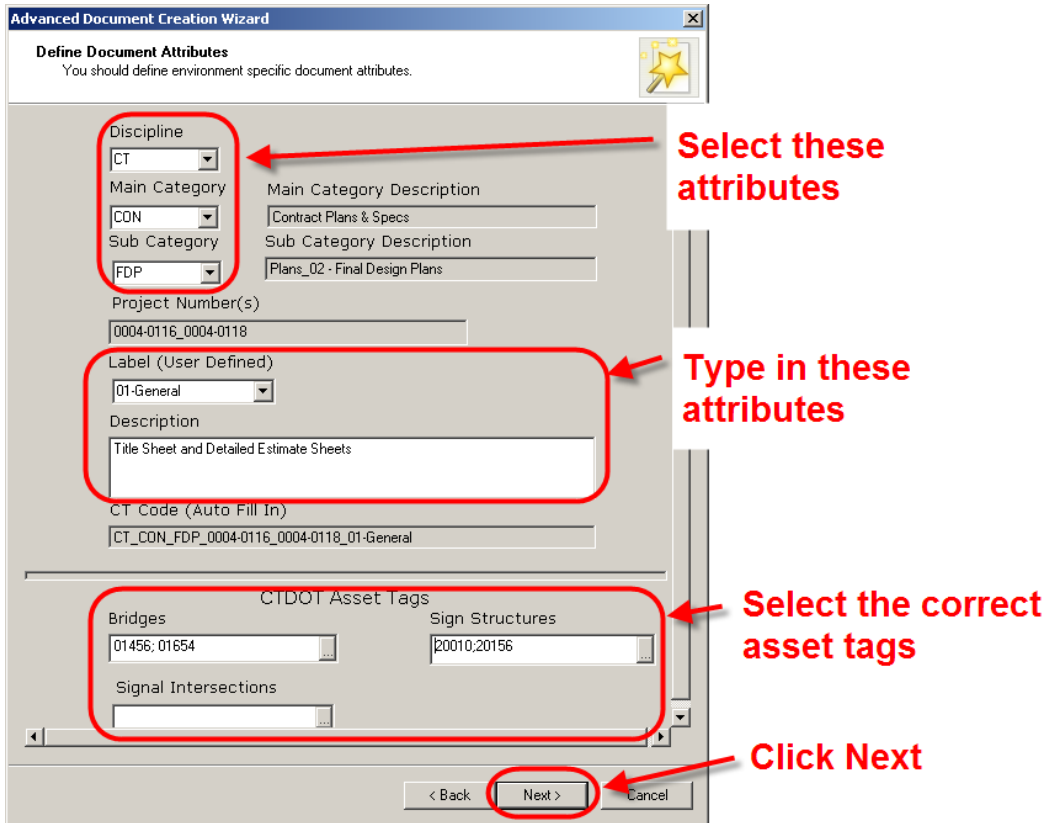 Advanced Document Creation Wizard
Define Document Attributes
You should define environment specific document attributes.
Discipline
CT
Select these
attributes
Main Category
Main Category Description
CON
Contract Plans & Specs
Sub Category
Sub Category Description
FDP
Plans_02 - Final Design Plans
Project Number(s)
0004-0116_0004-0118
Label (User Defined)
01-General
Type in these
attributes
Description
Title Sheet and Detailed Estimate Sheets
CT Code (Auto Fill In)
CT_CON_FDP_0004-0116_0004-0118_01-General
CTDOT Asset Tags
Bridges
Sign Structures
01456; 01654
...
20010;20156
...
Select the correct
asset tags
Signal Intersections
...
Click Next
< Back
Next >
Cancel